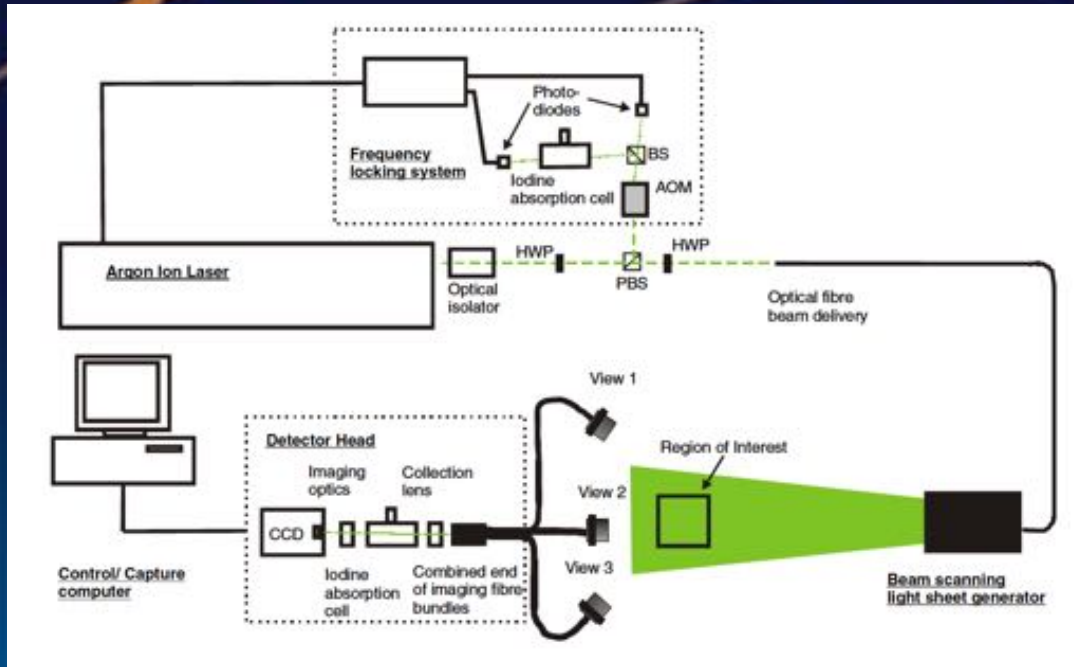 Photo-
diodes
BS
Frequency
locking system
Iodine
absorption cell
AOM
HWP
HWP
Argon Ion Laser
Optical
isolator
PBS
Optical fibre
beam delivery
View 1
Detector Head
Region of Interest
Imaging
optics
Collection
lens
View 2
CCD
View 3
Control/ Capture
computer
Iodine
absorption
cell
Combined end
of imaging fibre
bundles
Beam scanning
light sheet generator